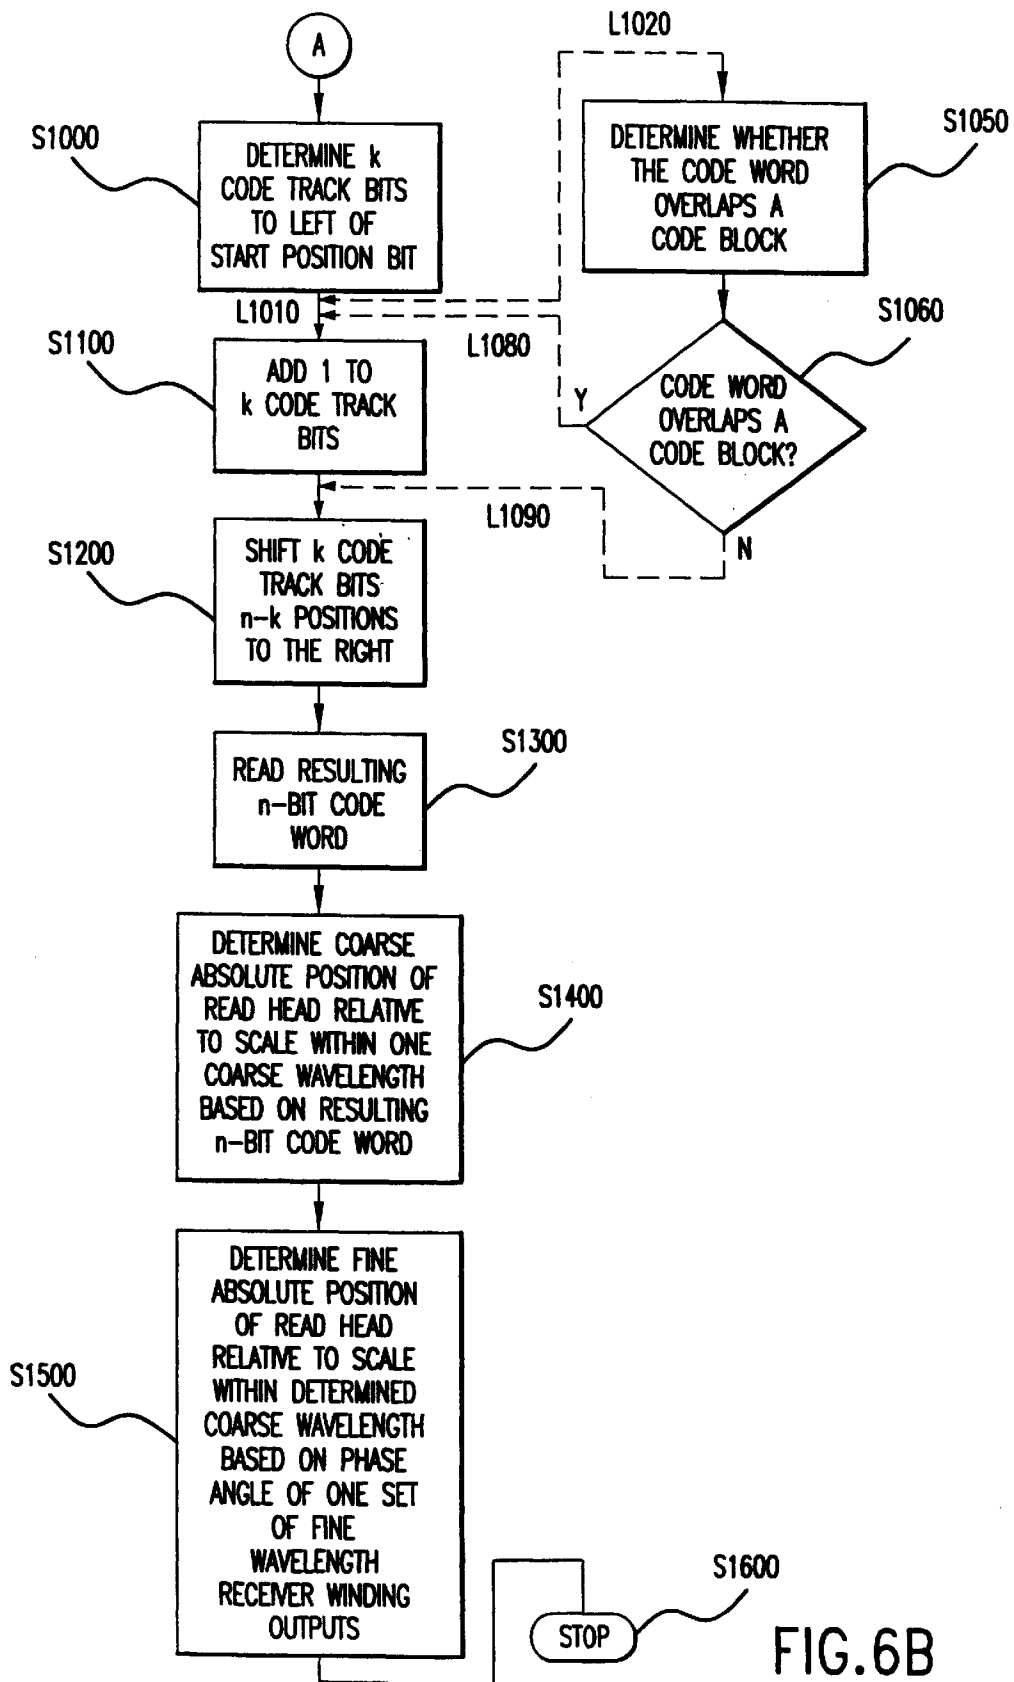 A
L1020
S1000
DETERMINE k
CODE TRACK BITS
TO LEFT OF
START POSITION BIT
DETERMINE WHETHER
THE CODE WORD
OVERLAPS A
CODE BLOCK
S1050
L1010
L1080
S1060
S1100
ADD 1 TO
k CODE TRACK
BITS
Y
CODE WORD
OVERLAPS A
CODE BLOCK?
L1090
N
S1200
SHIFT k CODE
TRACK BITS
n-k POSITIONS
TO THE RIGHT
S1300
READ RESULTING
n-BIT CODE
WORD
DETERMINE COARSE
ABSOLUTE POSITION OF
READ HEAD RELATIVE
TO SCALE WITHIN ONE
COARSE WAVELENGTH
BASED ON RESULTING
n-BIT CODE WORD
S1400
DETERMINE FINE
ABSOLUTE POSITION
OF READ HEAD
RELATIVE TO SCALE
WITHIN DETERMINED
COARSE WAVELENGTH
BASED ON PHASE
ANGLE OF ONE SET
OF FINE
WAVELENGTH
RECEIVER WINDING
OUTPUTS
S1500
S1600
STOP
FIG.6B